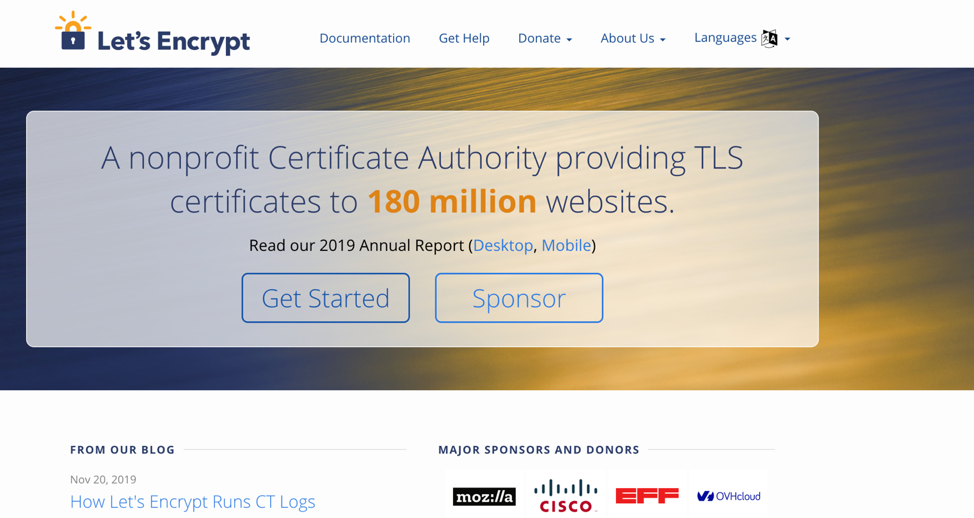 Let's Encrypt
Documentation
Get Help
Donate
About Us
Languages
A nonprofit Certificate Authority providing TLS
certificates to 180 million websites.
Read our 2019 Annual Report (Desktop, Mobile)
Get Started
Sponsor
FROM OUR BLOG
Nov 20, 2019
How Let's Encrypt Runs CT Logs
MAJOR SPONSORS AND DONORS
moz://a
CISCO
EFF
OVHcloud